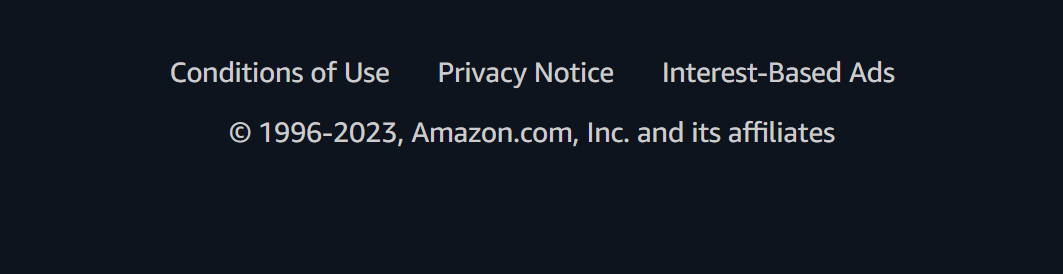 Conditions of Use Privacy Notice Interest-Based Ads
© 1996-2023, Amazon.com, Inc. and its affiliates